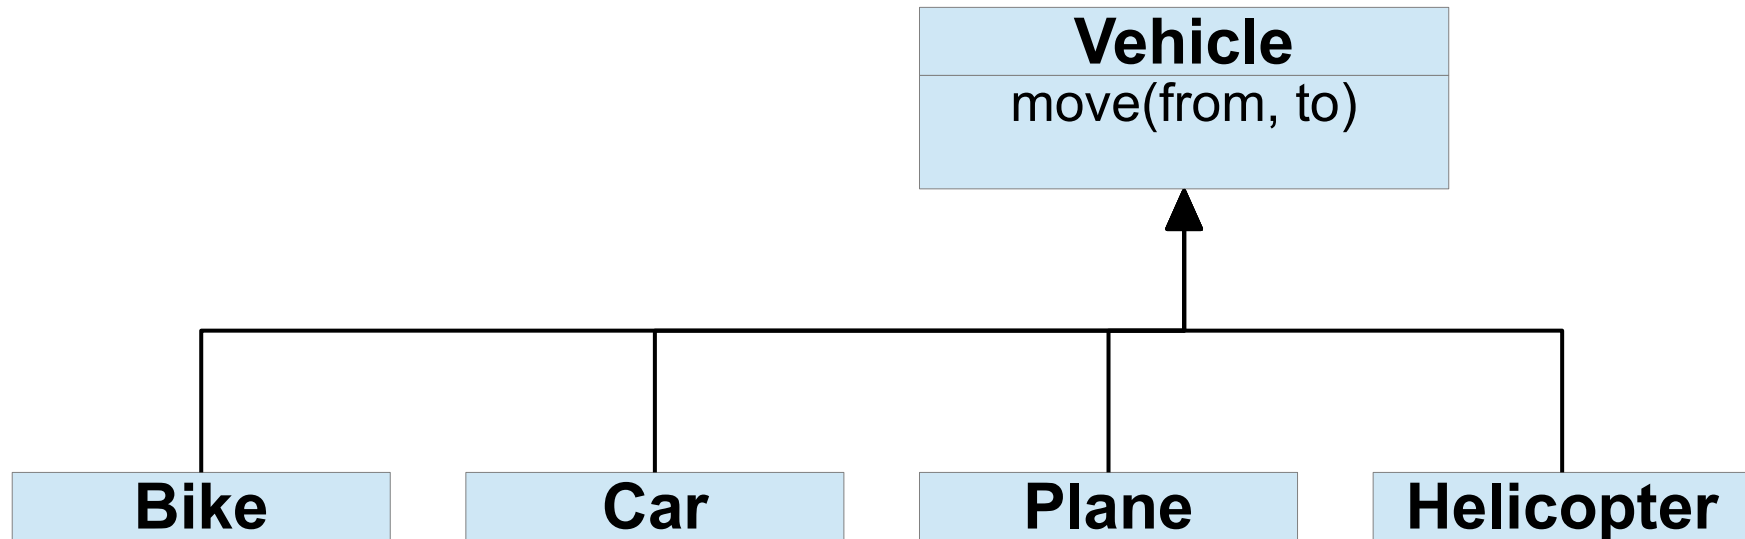 Vehicle
move(from, to)
Bike
Car
Plane
Helicopter